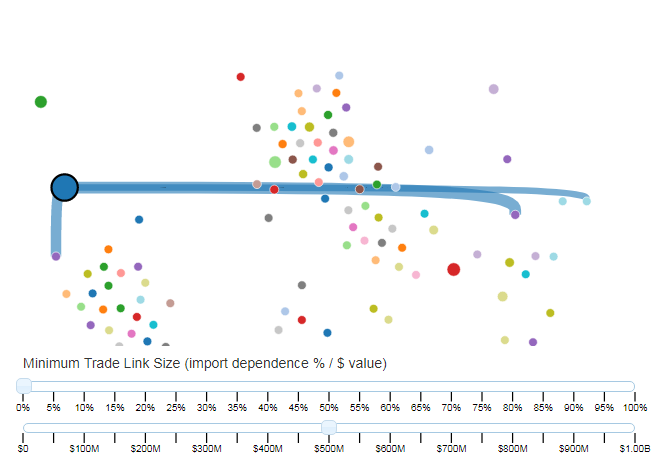 Minimum Trade Link Size (import dependence % / $ value)
0% 5% 10% 15% 20% 25% 30% 35% 40% 45% 50% 55% 60% 65% 70% 75% 80% 85% 90% 95% 100%
$0 $100M $200M $300M $400M $500M $600M $700M $800M $900M $1.00B